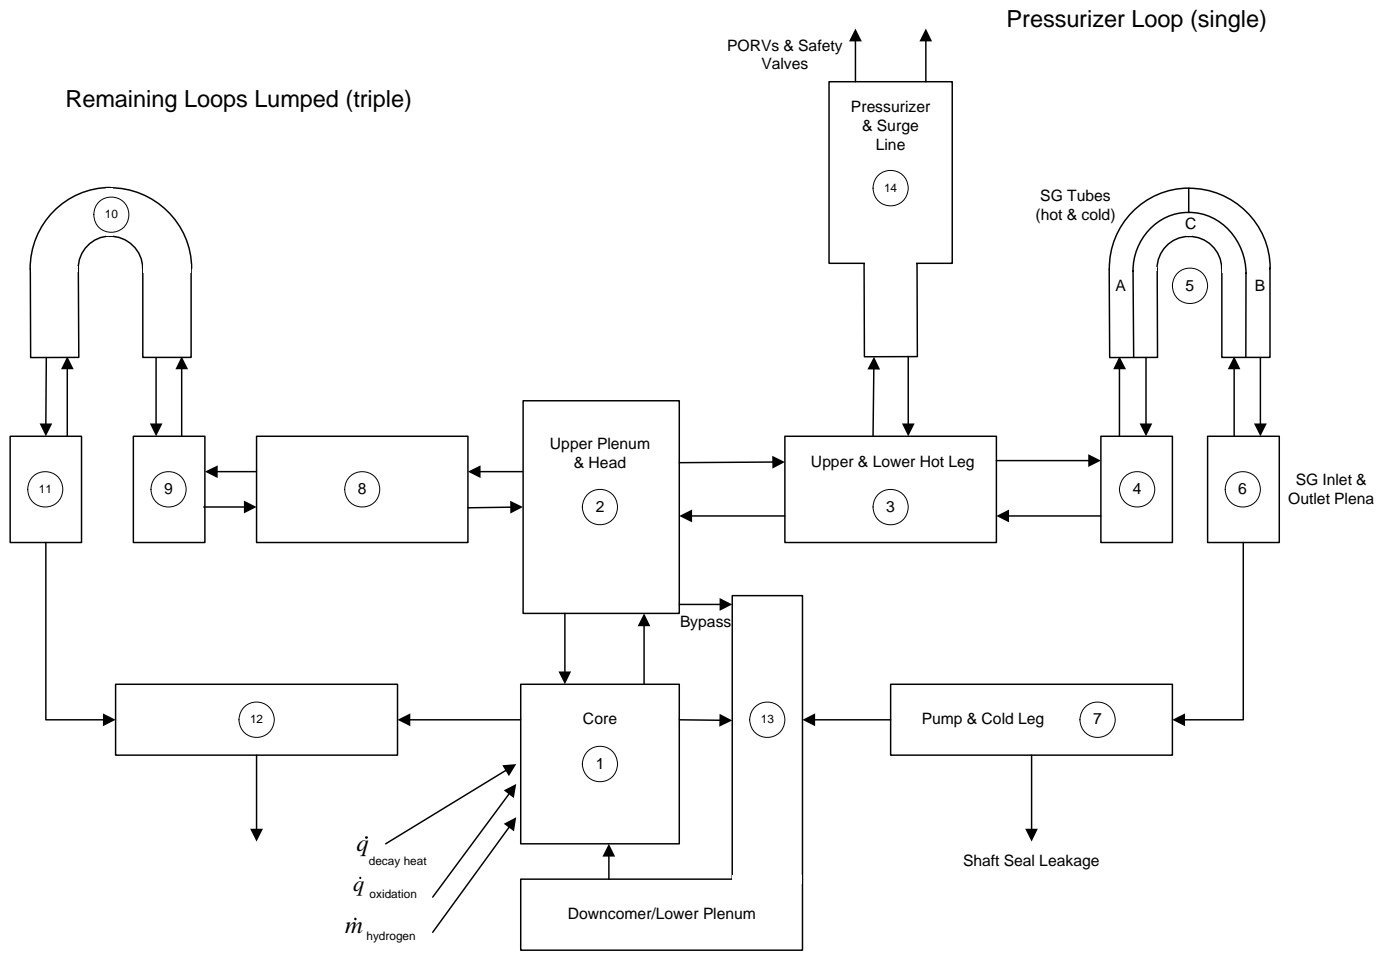 Pressurizer Loop (single)
PORVs & Safety
Valves
Remaining Loops Lumped (triple)
Pressurizer
& Surge
Line
14
10
SG Tubes
(hot & cold)
C
A
5
B
Upper Plenum
& Head
2
Upper & Lower Hot Leg
3
11
9
8
4
6
SG Inlet &
Outlet Plena
Bypass
12
Core
1
13
Pump & Cold Leg
7
q̇ decay heat
q̇ oxidation
ṁ hydrogen
Shaft Seal Leakage
Downcomer/Lower Plenum